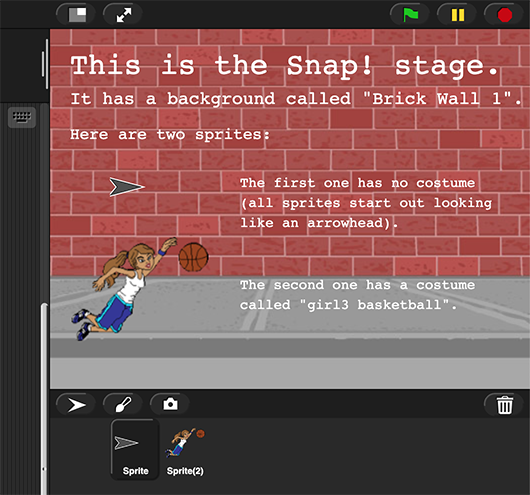 This is the Snap! stage.
It has a background called "Brick Wall 1".
Here are two sprites:
The first one has no costume
(all sprites start out looking
like an arrowhead).
The second one has a costume
called "girl3 basketball".
Sprite
Sprite(2)